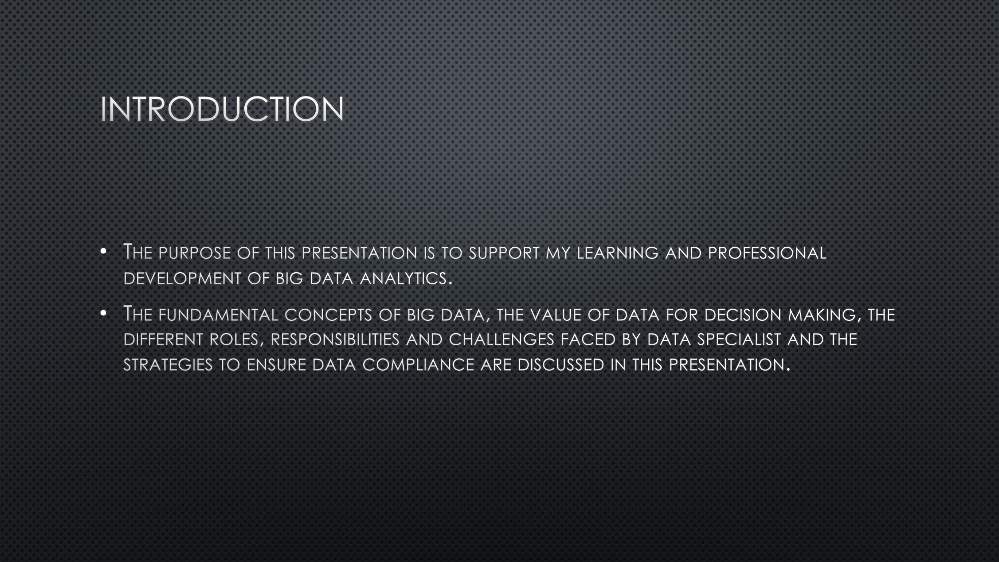 INTRODUCTION
• THE PURPOSE OF THIS PRESENTATION IS TO SUPPORT MY LEARNING AND PROFESSIONAL
DEVELOPMENT OF BIG DATA ANALYTICS.
• THE FUNDAMENTAL CONCEPTS OF BIG DATA, THE VALUE OF DATA FOR DECISION MAKING, THE
DIFFERENT ROLES, RESPONSIBILITIES AND CHALLENGES FACED BY DATA SPECIALIST AND THE
STRATEGIES TO ENSURE DATA COMPLIANCE ARE DISCUSSED IN THIS PRESENTATION.